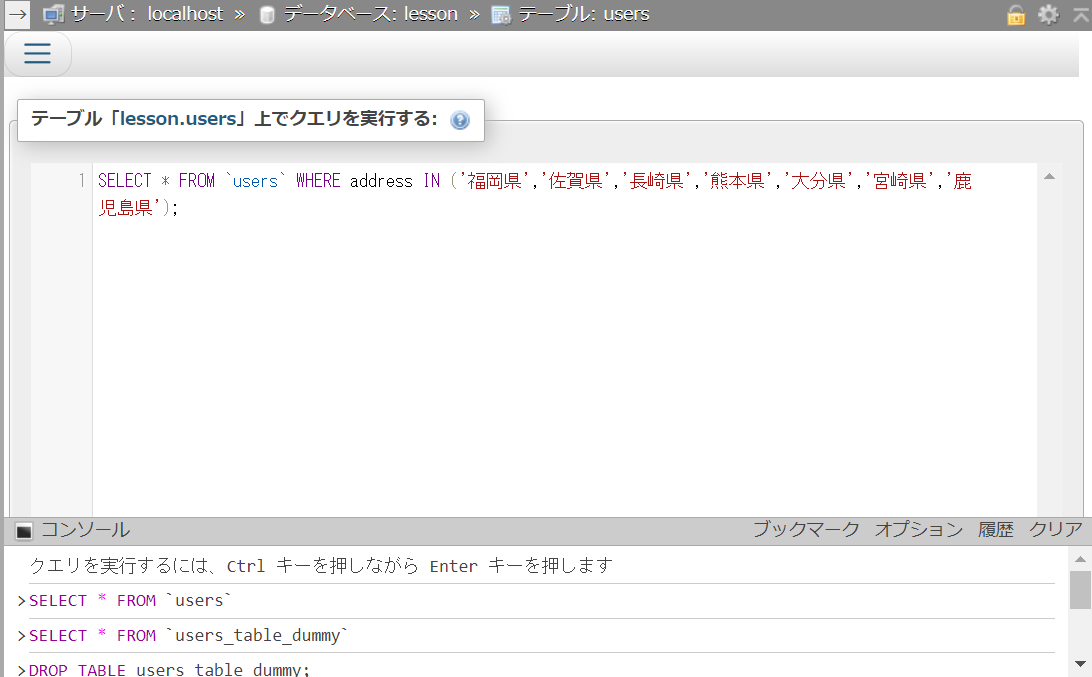 サーバ: localhost » データベース: lesson » テーブル: users
テーブル「lesson.users」上でクエリを実行する:
1 SELECT * FROM `users` WHERE address IN ('福岡県','佐賀県','長崎県','熊本県','大分県','宮崎県','鹿
児島県');
コンソール ブックマーク オプション 履歴 クリア
クエリを実行するには、Ctrl キーを押しながら Enter キーを押します
>SELECT * FROM `users`
>SELECT * FROM `users_table_dummy`
>DROP TABLE users_table_dummy;